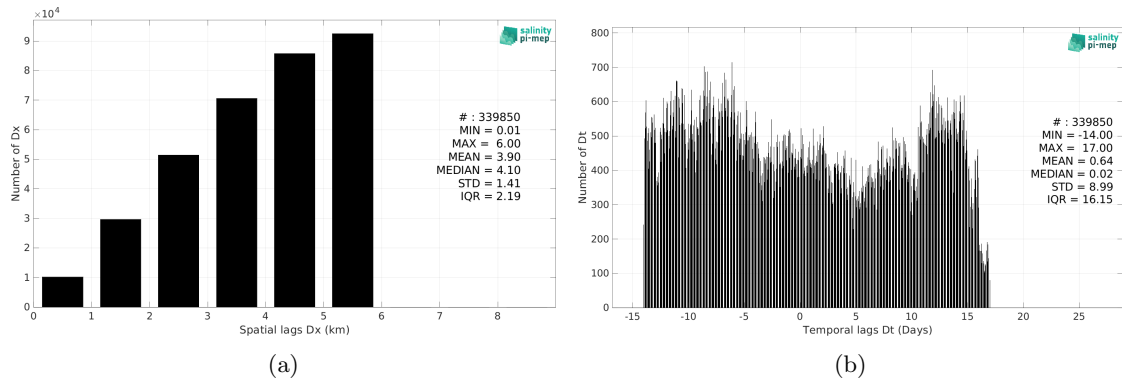 ×10⁴
9
8
7
6
5
4
3
2
1
0
Number of Dx
0 1 2 3 4 5 6 7 8
Spatial lags Dx (km)
salinity
pi-mep
# : 339850
MIN = 0.01
MAX = 6.00
MEAN = 3.90
MEDIAN = 4.10
STD = 1.41
IQR = 2.19
(a)
800
700
600
500
400
300
200
100
0
Number of Dt
-15 -10 -5 0 5 10 15 20 25
Temporal lags Dt (Days)
salinity
pi-mep
# : 339850
MIN = -14.00
MAX = 17.00
MEAN = 0.64
MEDIAN = 0.02
STD = 8.99
IQR = 16.15
(b)